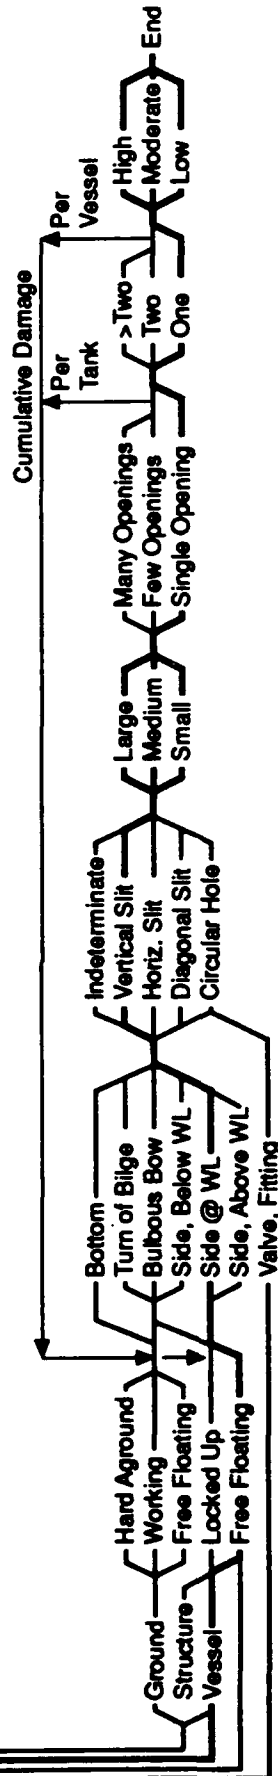 Ground
Structure
Vessel
Hard Aground
Working
Free Floating
Locked Up
Free Floating
Bottom
Turn of Bilge
Bulbous Bow
Side, Below WL
Side @ WL
Side, Above WL
Valve, Fitting
Indeterminate
Vertical Slit
Horiz. Slit
Diagonal Slit
Circular Hole
Large
Medium
Small
Many Openings
Few Openings
Single Opening
Cumulative Damage
Per
Tank
>Two
Two
One
Per
Vessel
High
Moderate
Low
End